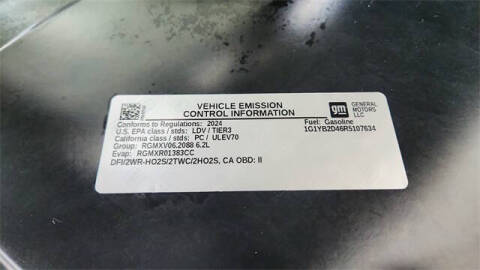 VEHICLE EMISSION
CONTROL INFORMATION
gm
GENERAL
MOTORS
LLC
Conforms to Regulations: 2024
Fuel: Gasoline
U.S. EPA class / stds: LDV / TIER3
1G1YB2D46R5107634
California class / stds: PC / ULEV70
Group: RGMXV06.2088 6.2L
Evap: RGMXR01383CC
DFI/2WR-HO2S/2TWC/2HO2S, CA OBD: II